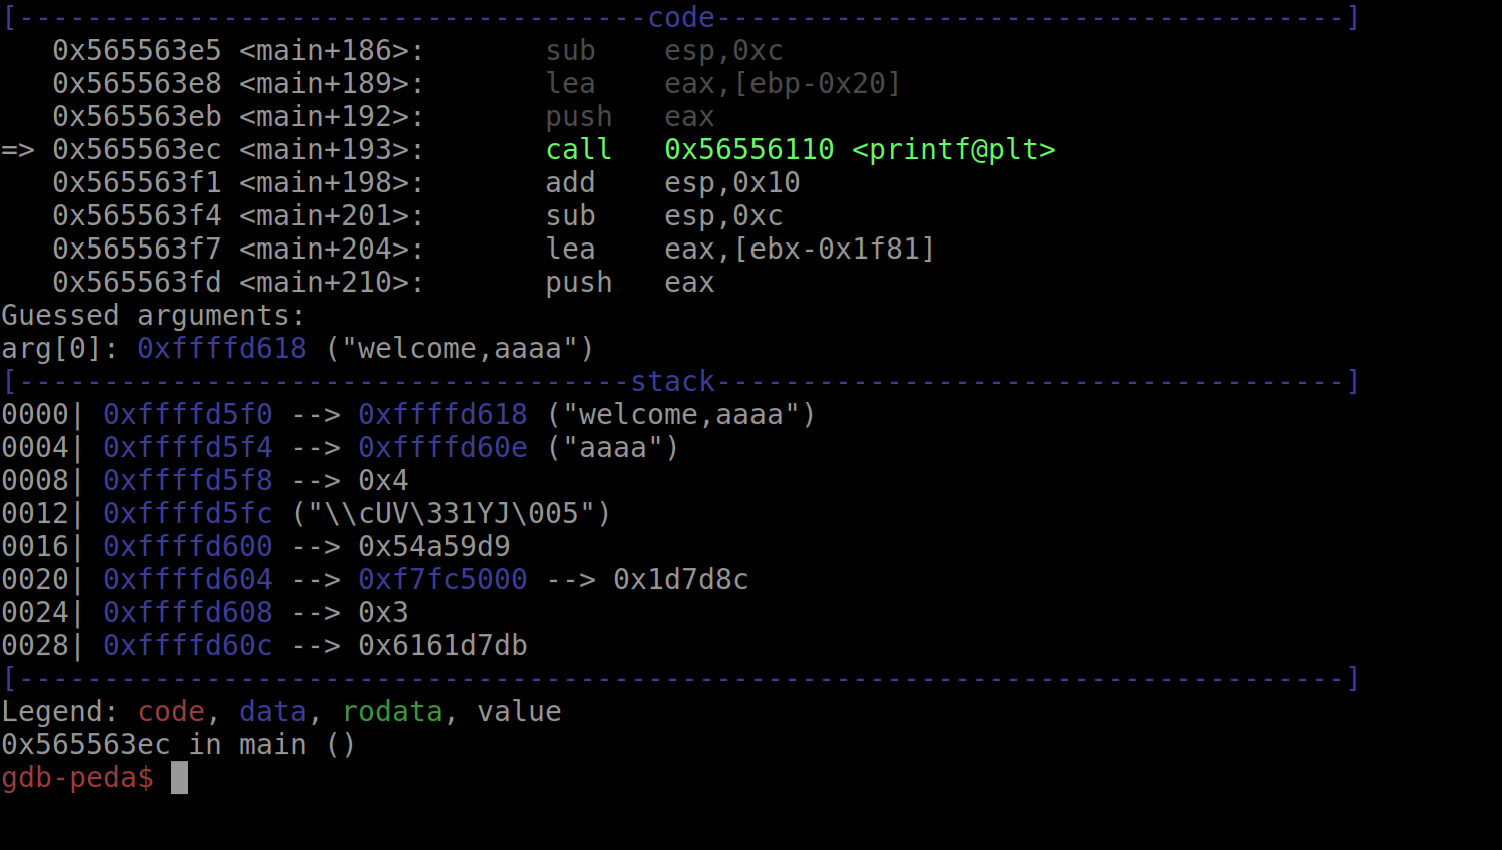 [-------------------------------------code-------------------------------------]
   0x565563e5 <main+186>:       sub    esp,0xc
   0x565563e8 <main+189>:       lea    eax,[ebp-0x20]
   0x565563eb <main+192>:       push   eax
=> 0x565563ec <main+193>:       call   0x56556110 <printf@plt>
   0x565563f1 <main+198>:       add    esp,0x10
   0x565563f4 <main+201>:       sub    esp,0xc
   0x565563f7 <main+204>:       lea    eax,[ebx-0x1f81]
   0x565563fd <main+210>:       push   eax
Guessed arguments:
arg[0]: 0xffffd618 ("welcome,aaaa")
[------------------------------------stack-------------------------------------]
0000| 0xffffd5f0 --> 0xffffd618 ("welcome,aaaa")
0004| 0xffffd5f4 --> 0xffffd60e ("aaaa")
0008| 0xffffd5f8 --> 0x4
0012| 0xffffd5fc ("\\cUV\331YJ\005")
0016| 0xffffd600 --> 0x54a59d9
0020| 0xffffd604 --> 0xf7fc5000 --> 0x1d7d8c
0024| 0xffffd608 --> 0x3
0028| 0xffffd60c --> 0x6161d7db
[------------------------------------------------------------------------------]
Legend: code, data, rodata, value
0x565563ec in main ()
gdb-peda$